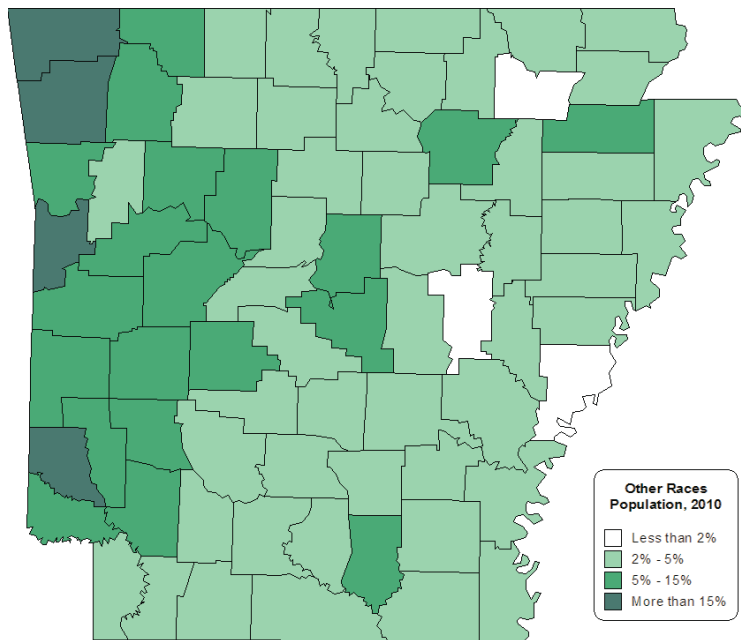 Other Races
Population, 2010
Less than 2%
2% - 5%
5% - 15%
More than 15%